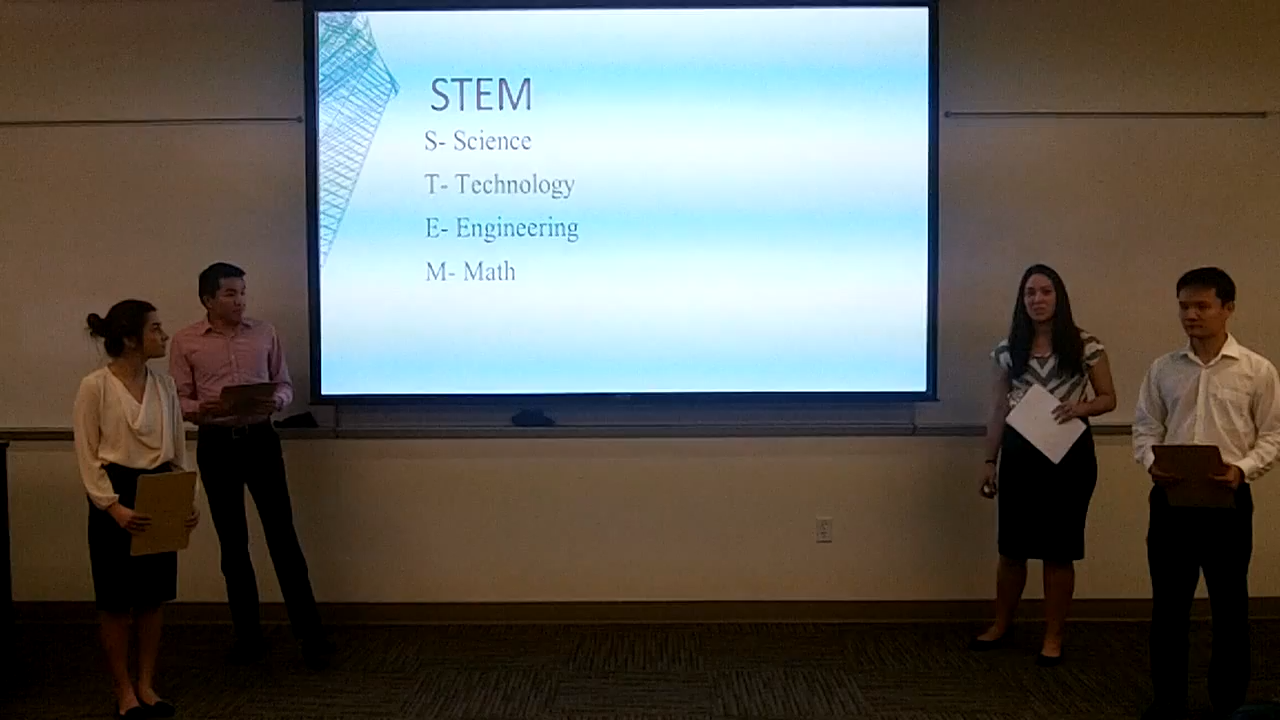 STEM
S- Science
T- Technology
E- Engineering
M- Math